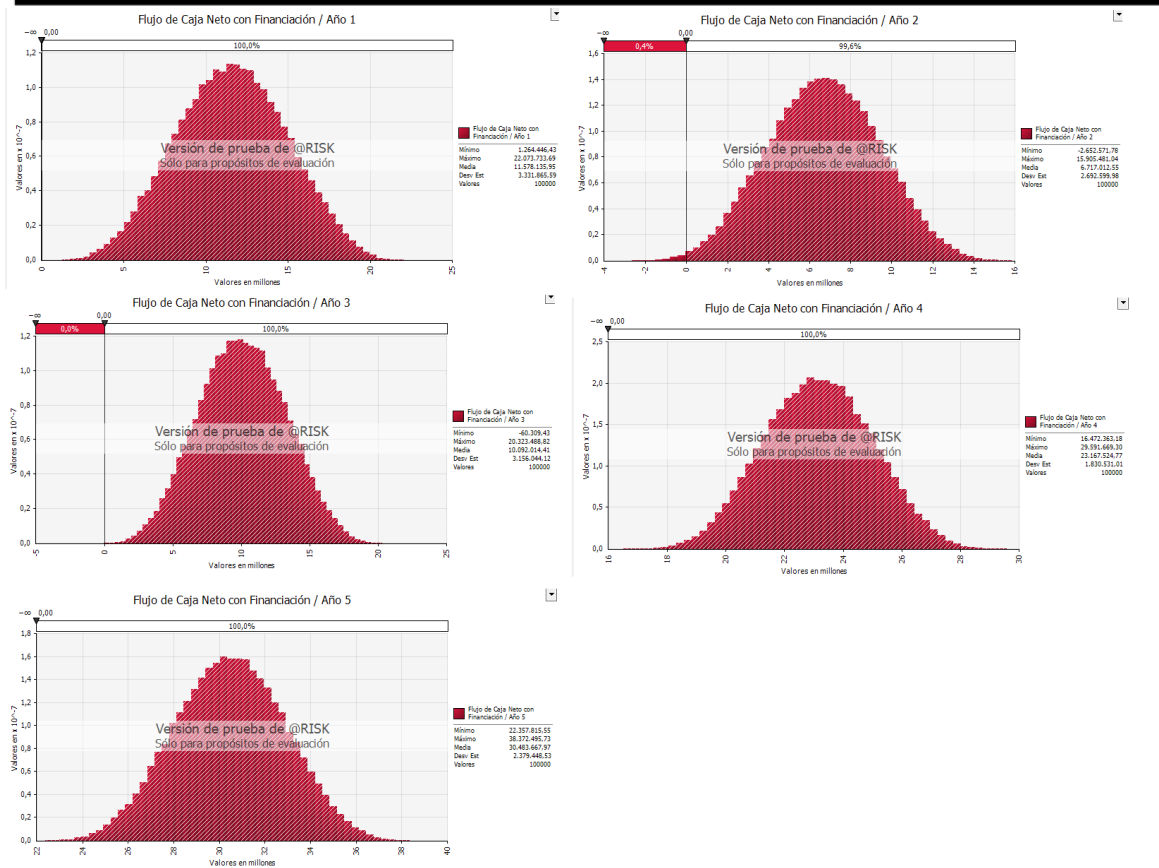 Flujo de Caja Neto con Financiación / Año 1
−∞ 0,00
100,0%
1,2
1,0
0,8
0,6
0,4
0,2
0,0
Valores en x 10^-7
0
5
10
15
20
25
Valores en millones
Versión de prueba de @RISK
Sólo para propósitos de evaluación
Flujo de Caja Neto con
Financiación / Año 1
Mínimo 1.264.446,43
Máximo 22.073.733,69
Media 11.578.135,95
Desv Est 3.331.865,59
Valores 100000
Flujo de Caja Neto con Financiación / Año 2
−∞ 0,00
0,4% 99,6%
1,6
1,4
1,2
1,0
0,8
0,6
0,4
0,2
0,0
Valores en x 10^-7
-4
-2
0
2
4
6
8
10
12
14
16
Valores en millones
Versión de prueba de @RISK
Sólo para propósitos de evaluación
Flujo de Caja Neto con
Financiación / Año 2
Mínimo -2.652.571,78
Máximo 15.905.481,04
Media 6.717.012,55
Desv Est 2.692.599,98
Valores 100000
Flujo de Caja Neto con Financiación / Año 3
−∞ 0,00
0,0% 100,0%
1,2
1,0
0,8
0,6
0,4
0,2
0,0
Valores en x 10^-7
-5
0
5
10
15
20
25
Valores en millones
Versión de prueba de @RISK
Sólo para propósitos de evaluación
Flujo de Caja Neto con
Financiación / Año 3
Mínimo -60.309,43
Máximo 20.323.488,82
Media 10.092.014,41
Desv Est 3.156.044,12
Valores 100000
Flujo de Caja Neto con Financiación / Año 4
−∞ 0,00
100,0%
2,5
2,0
1,5
1,0
0,5
0,0
Valores en x 10^-7
16
18
20
22
24
26
28
30
Valores en millones
Versión de prueba de @RISK
Sólo para propósitos de evaluación
Flujo de Caja Neto con
Financiación / Año 4
Mínimo 16.472.363,18
Máximo 29.591.669,30
Media 23.167.524,77
Desv Est 1.830.531,01
Valores 100000
Flujo de Caja Neto con Financiación / Año 5
−∞ 0,00
100,0%
1,8
1,6
1,4
1,2
1,0
0,8
0,6
0,4
0,2
0,0
Valores en x 10^-7
22
24
26
28
30
32
34
36
38
40
Valores en millones
Versión de prueba de @RISK
Sólo para propósitos de evaluación
Flujo de Caja Neto con
Financiación / Año 5
Mínimo 22.357.815,55
Máximo 38.372.495,73
Media 30.483.667,97
Desv Est 2.379.448,53
Valores 100000